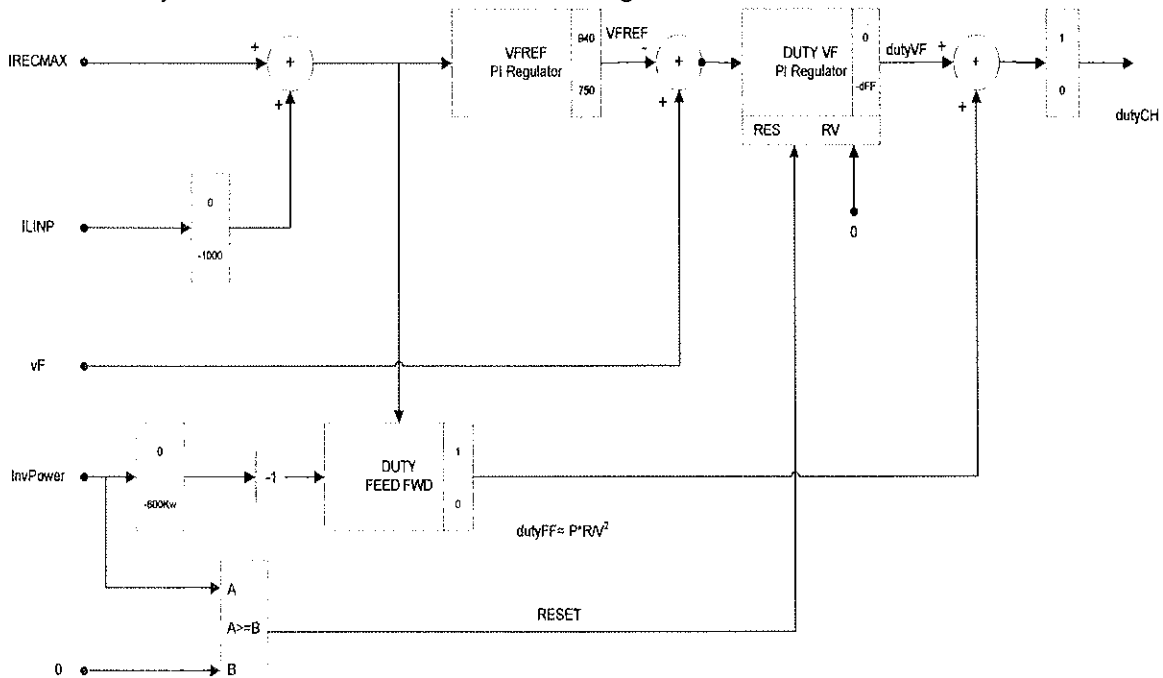 IRECMAX
+
+
+
VFREF
PI Regulator
840
750
VFREF
-
+
+
DUTY VF
PI Regulator
0
-dFF
RES
RV
dutyVF
+
+
+
1
0
dutyCH
0
ILINP
0
-1000
vF
InvPower
0
-600Kw
-1
DUTY
FEED FWD
1
0
dutyFF= P*R/V²
A
A>=B
B
RESET
0